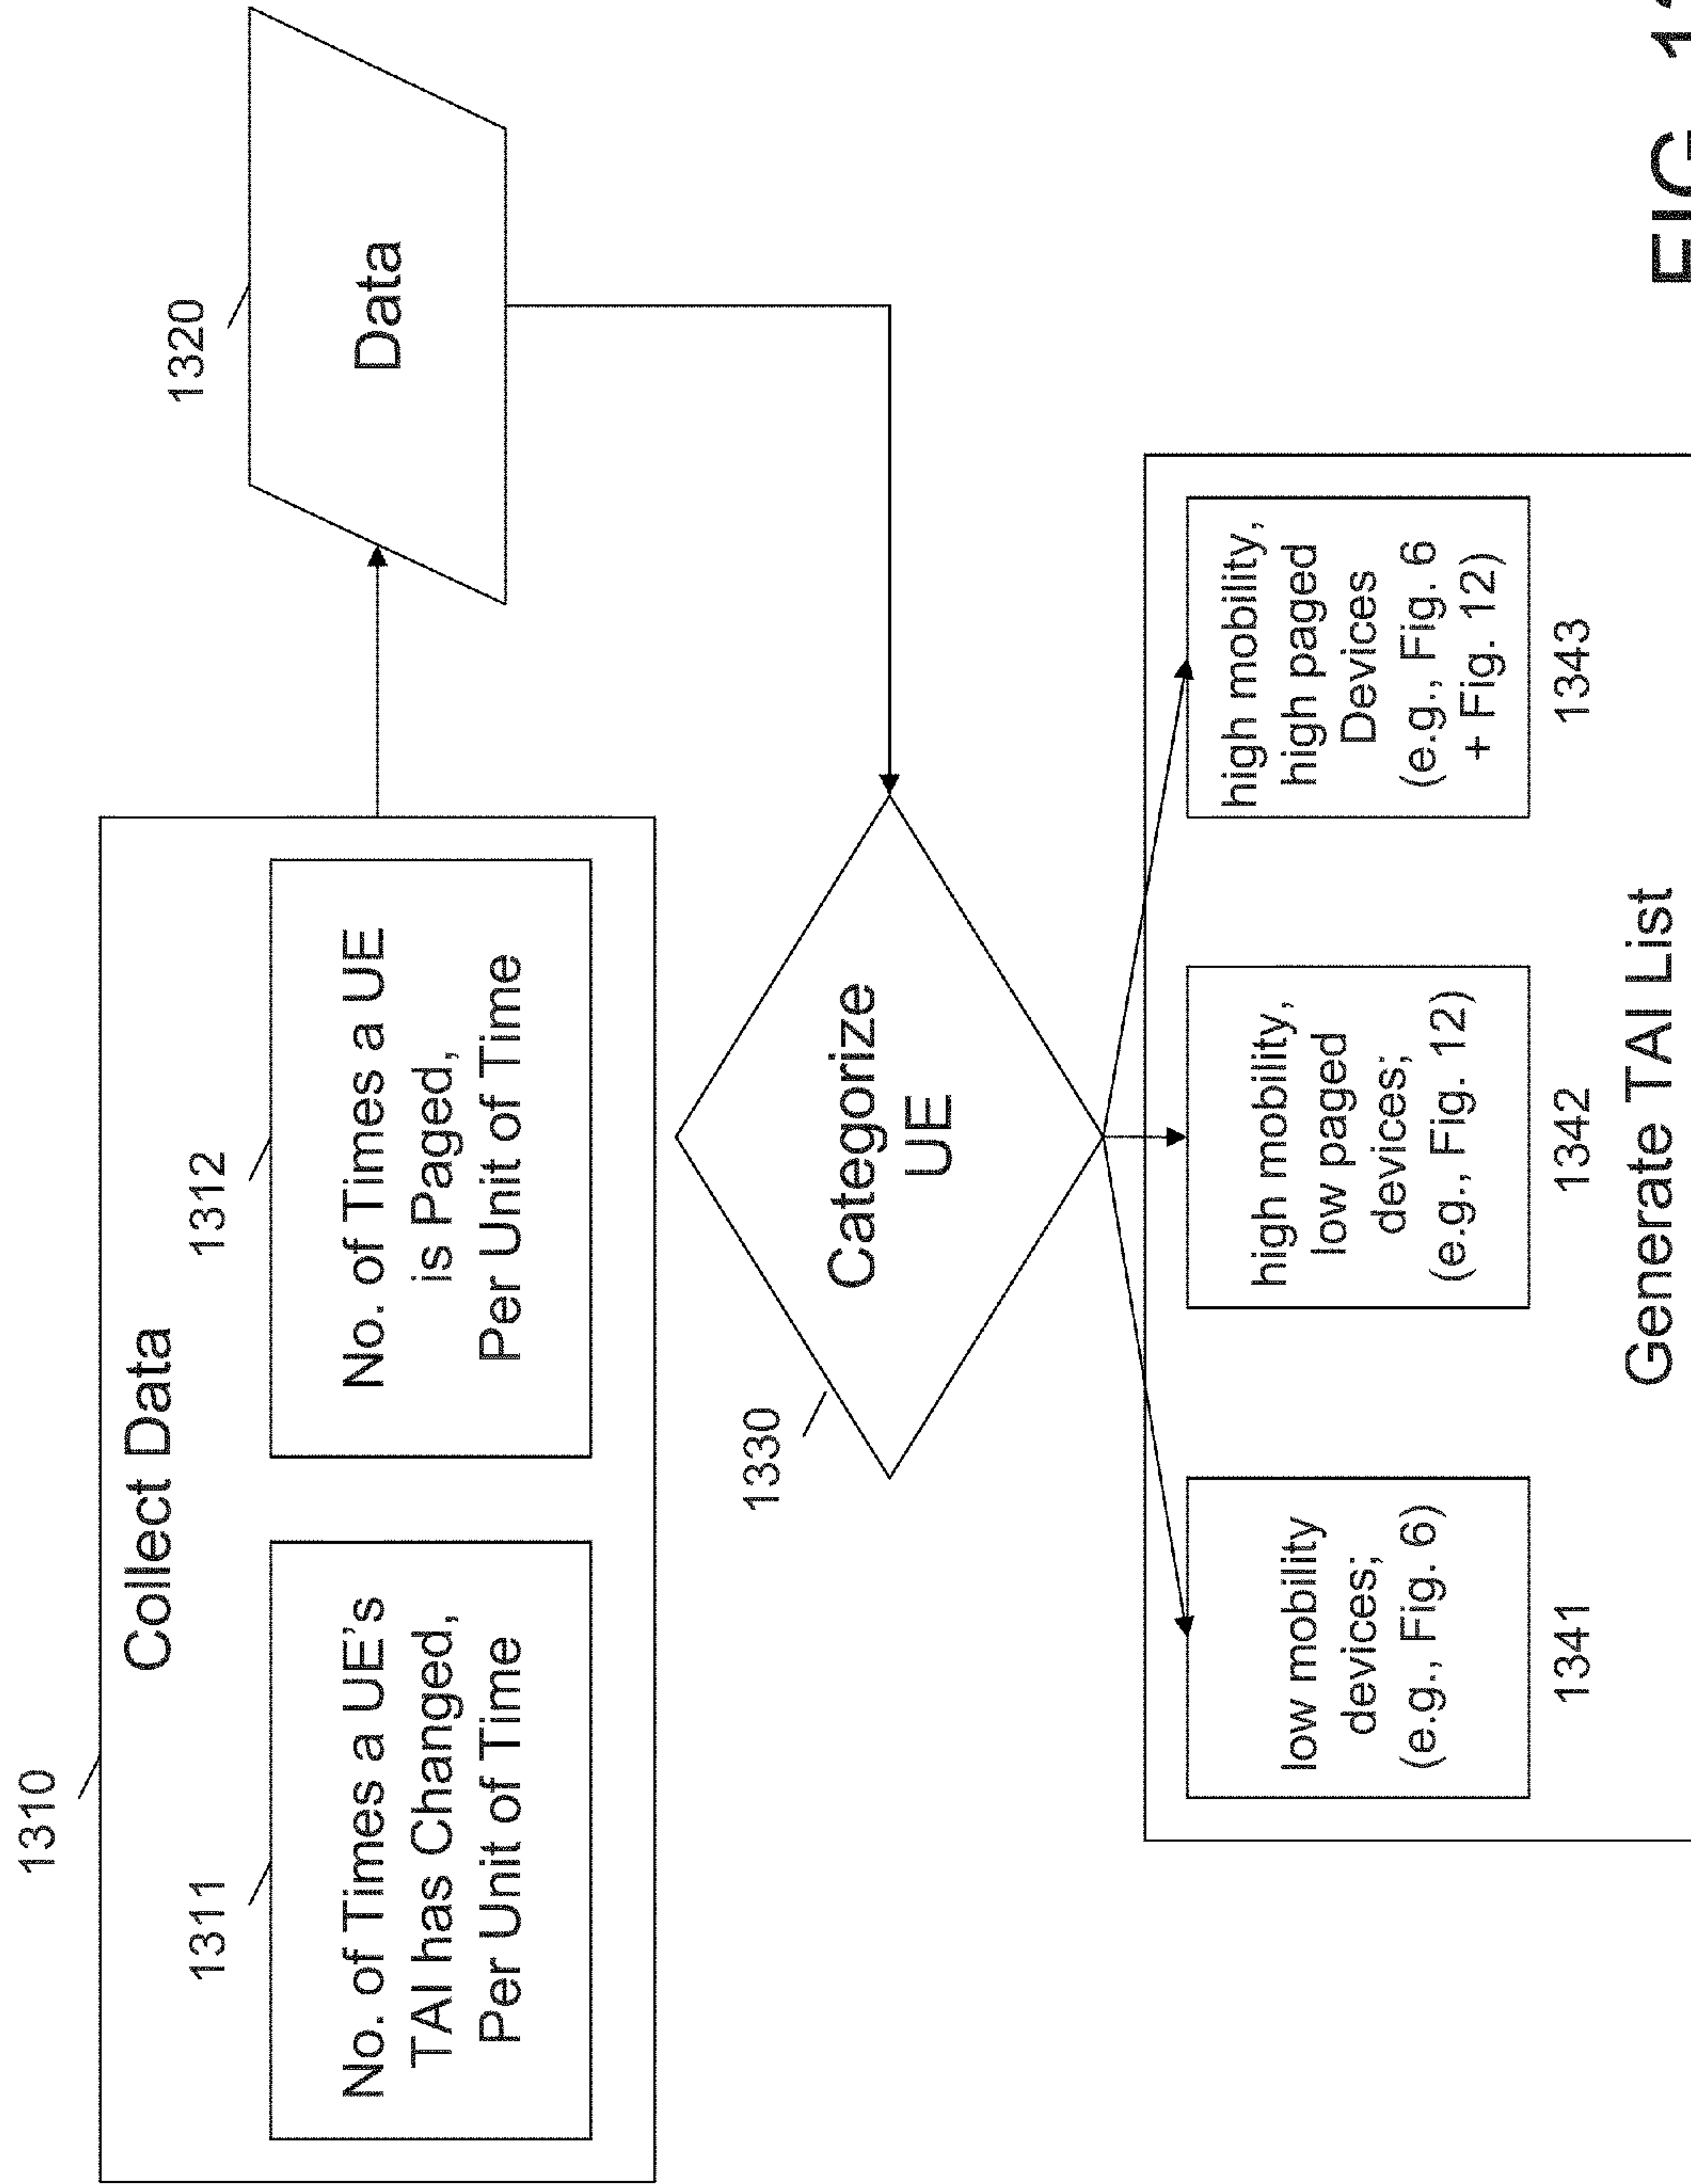 1310
Collect Data
1311
No. of Times a UE's
TAI has Changed,
Per Unit of Time
1312
No. of Times a UE
is Paged,
Per Unit of Time
1320
Data
1330
Categorize
UE
low mobility
devices;
(e.g., Fig. 6)
1341
high mobility,
low paged
devices;
(e.g., Fig. 12)
1342
high mobility,
high paged
Devices
(e.g., Fig. 6
+ Fig. 12)
1343
Generate TAI List
FIG.